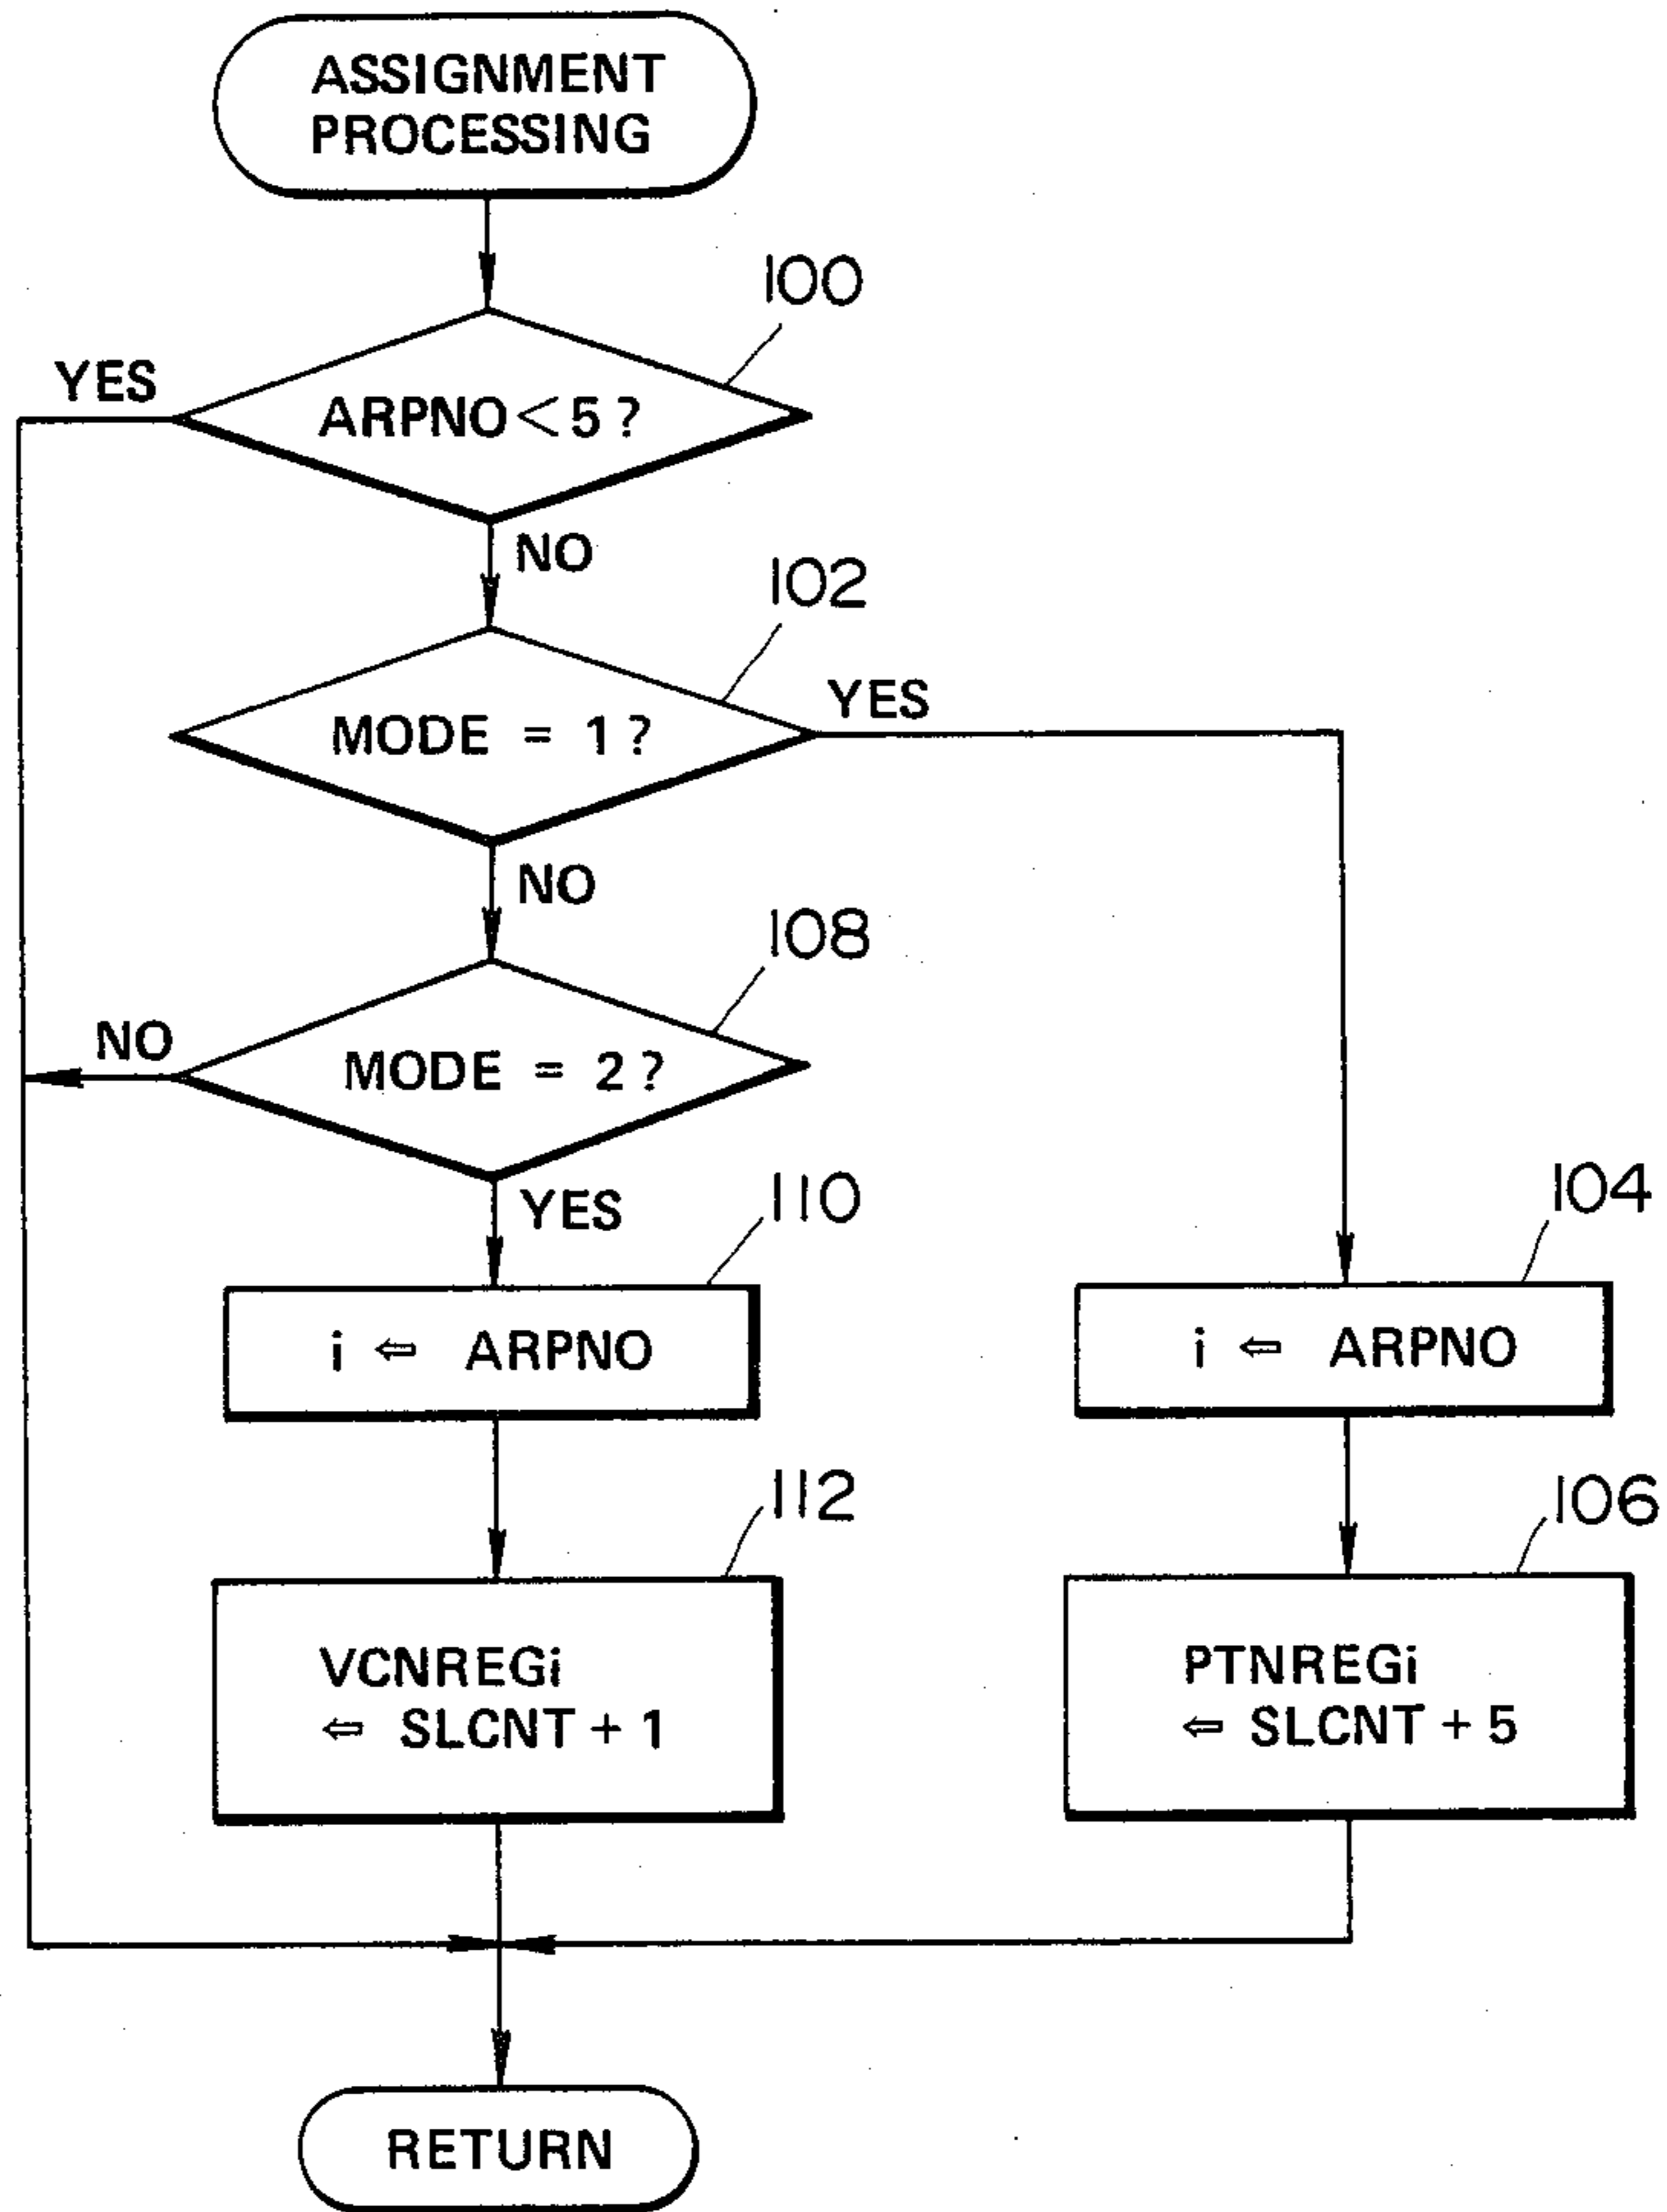 ASSIGNMENT
PROCESSING
100
YES
ARPNO < 5 ?
NO
102
YES
MODE = 1 ?
NO
108
NO
MODE = 2 ?
YES
110
104
i ⇐ ARPNO
i ⇐ ARPNO
112
106
VCNREGi
⇐ SLCNT + 1
PTNREGi
⇐ SLCNT + 5
RETURN